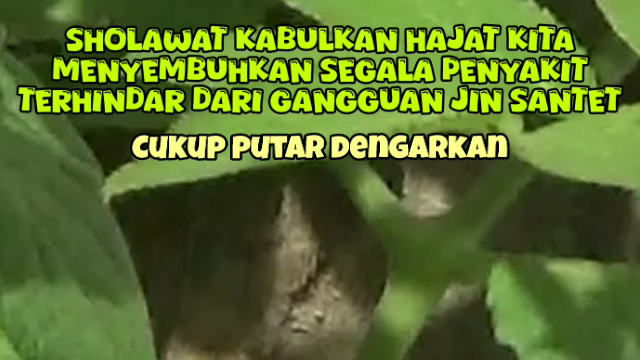 SHOLAWAT KABULKAN HAJAT KITA
MENYEMBUHKAN SEGALA PENYAKIT
TERHINDAR DARI GANGGUAN JIN SANTET
CUKUP PUTAR DENGARKAN